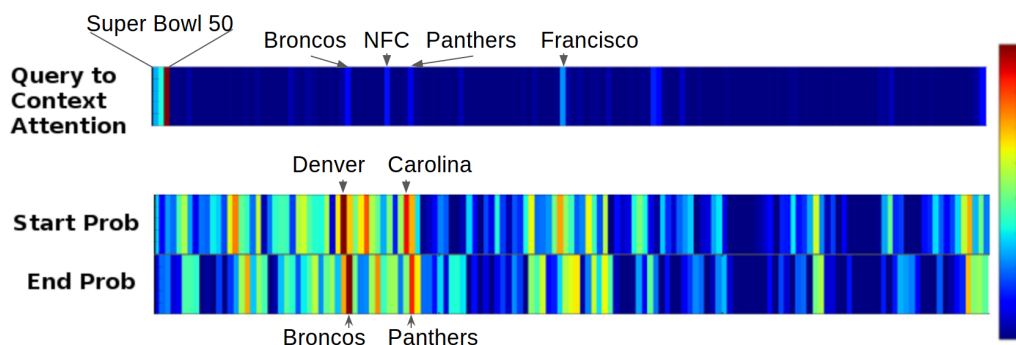 Super Bowl 50
Broncos NFC Panthers Francisco
Query to
Context
Attention
Denver Carolina
Start Prob
End Prob
Broncos Panthers